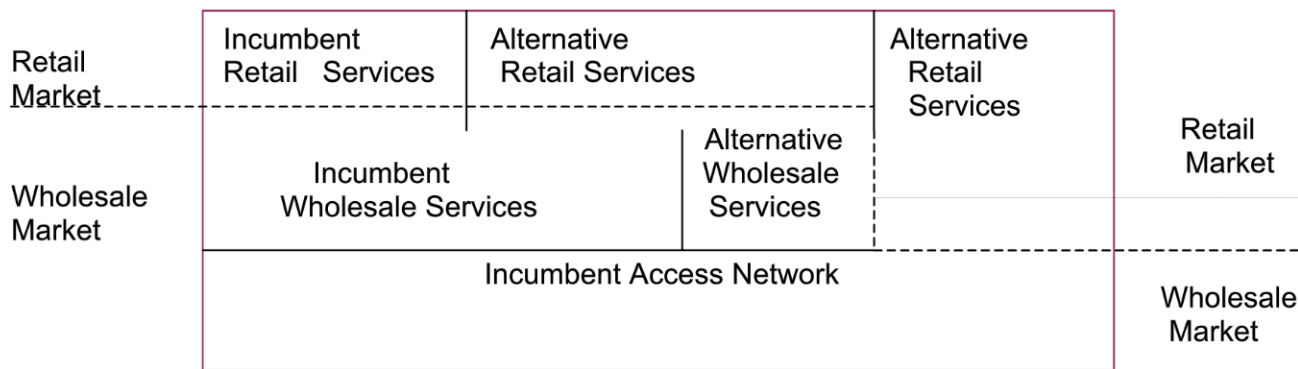 Retail
Market
Incumbent
Retail Services
Alternative
Retail Services
Alternative
Retail
Services
Wholesale
Market
Incumbent
Wholesale Services
Alternative
Wholesale
Services
Retail
Market
Incumbent Access Network
Wholesale
Market